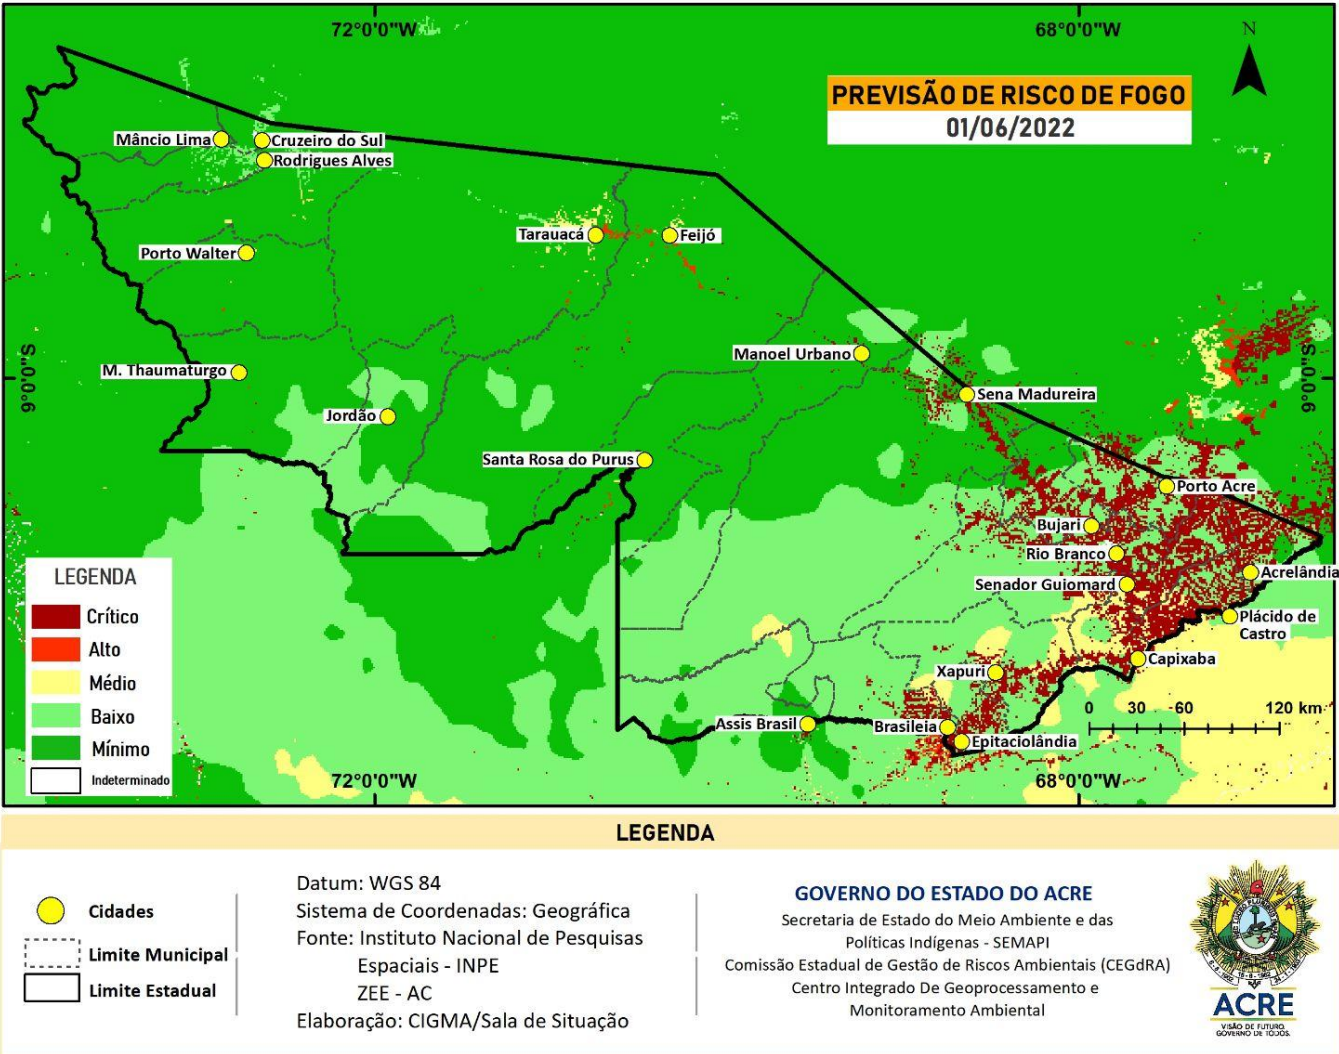 72°0'0"W
68°0'0"W
N
PREVISÃO DE RISCO DE FOGO
01/06/2022
Mâncio Lima
Cruzeiro do Sul
Rodrigues Alves
Tarauacá
Feijó
Porto Walter
Manoel Urbano
9°0'0"S
9°0'0"S
M. Thaumaturgo
Sena Madureira
Jordão
Santa Rosa do Purus
Porto Acre
Bujari
Rio Branco
Acrelândia
Senador Guiomard
Plácido de
Castro
Capixaba
Xapuri
Assis Brasil
Brasileia
Epitaciolândia
0 30 60 120 km
72°0'0"W
68°0'0"W
LEGENDA
Crítico
Alto
Médio
Baixo
Mínimo
Indeterminado
LEGENDA
Cidades
Limite Municipal
Limite Estadual
Datum: WGS 84
Sistema de Coordenadas: Geográfica
Fonte: Instituto Nacional de Pesquisas
Espaciais - INPE
ZEE - AC
Elaboração: CIGMA/Sala de Situação
GOVERNO DO ESTADO DO ACRE
Secretaria de Estado do Meio Ambiente e das
Políticas Indígenas - SEMAPI
Comissão Estadual de Gestão de Riscos Ambientais (CEGdRA)
Centro Integrado De Geoprocessamento e
Monitoramento Ambiental
ACRE
VISÃO DE FUTURO.
GOVERNO DE TODOS.